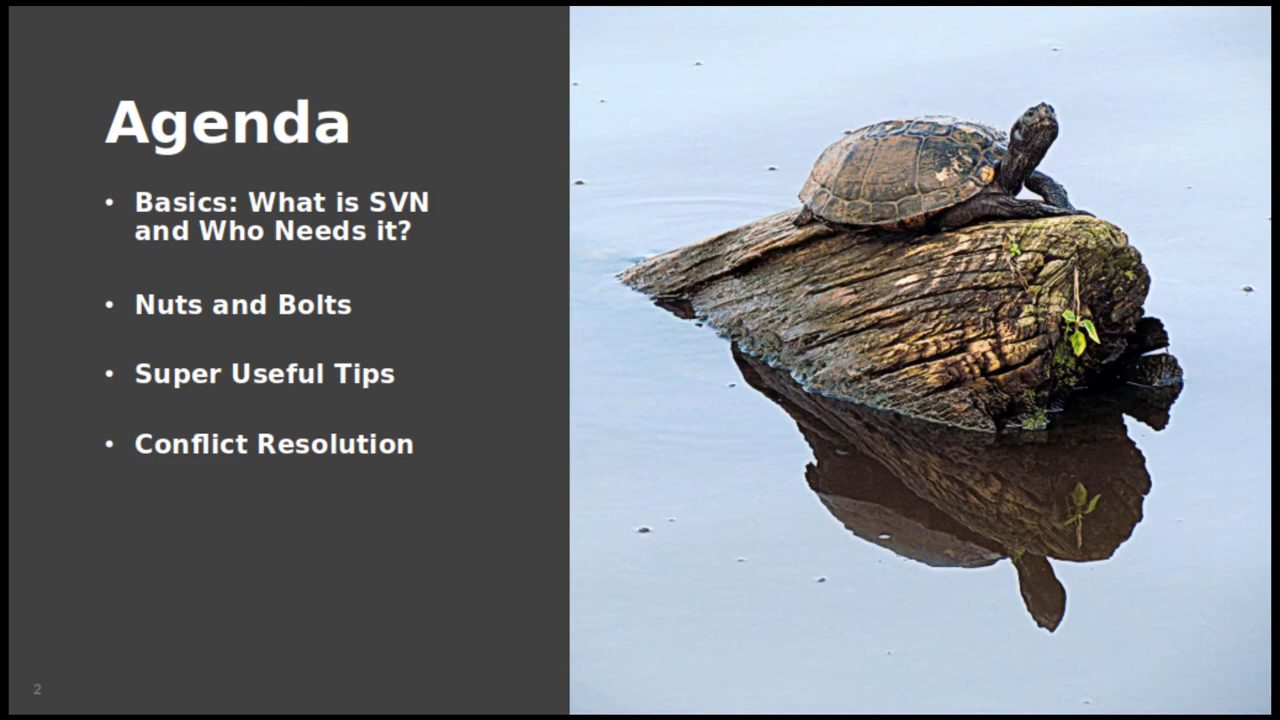 Agenda
• Basics: What is SVN
and Who Needs it?
• Nuts and Bolts
• Super Useful Tips
• Conflict Resolution
2